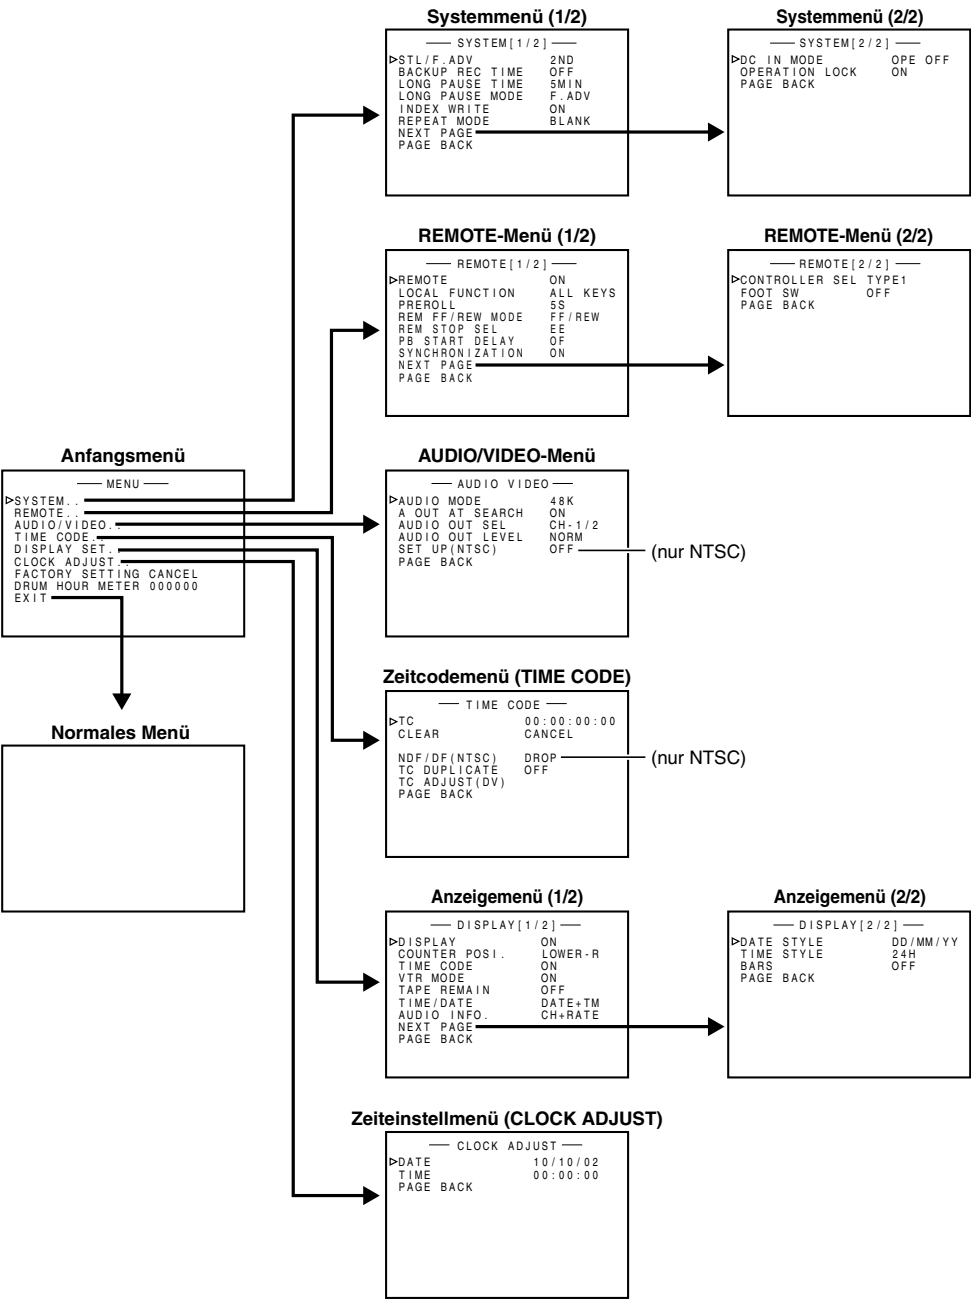 Systemmenü (1/2)
SYSTEM[1/2]
STL/F.ADV 2ND
BACKUP REC TIME OFF
LONG PAUSE TIME 5MIN
LONG PAUSE MODE F.ADV
INDEX WRITE ON
REPEAT MODE BLANK
NEXT PAGE
PAGE BACK
Systemmenü (2/2)
SYSTEM[2/2]
DC IN MODE OPE OFF
OPERATION LOCK ON
PAGE BACK
REMOTE-Menü (1/2)
REMOTE[1/2]
REMOTE ON
LOCAL FUNCTION ALL KEYS
PREROLL 5S
REM FF/REW MODE FF/REW
REM STOP SEL EE
PB START DELAY OF
SYNCHRONIZATION ON
NEXT PAGE
PAGE BACK
REMOTE-Menü (2/2)
REMOTE[2/2]
CONTROLLER SEL TYPE1
FOOT SW OFF
PAGE BACK
Anfangsmenü
MENU
SYSTEM..
REMOTE..
AUDIO/VIDEO..
TIME CODE..
DISPLAY SET..
CLOCK ADJUST..
FACTORY SETTING CANCEL
DRUM HOUR METER 000000
EXIT
AUDIO/VIDEO-Menü
AUDIO VIDEO
AUDIO MODE 48K
A OUT AT SEARCH ON
AUDIO OUT SEL CH-1/2
AUDIO OUT LEVEL NORM
SET UP(NTSC) OFF
PAGE BACK
(nur NTSC)
Normales Menü
Zeitcodemenü (TIME CODE)
TIME CODE
TC 00:00:00:00
CLEAR CANCEL
NDF/DF(NTSC) DROP
TC DUPLICATE OFF
TC ADJUST(DV)
PAGE BACK
(nur NTSC)
Anzeigemenü (1/2)
DISPLAY[1/2]
DISPLAY ON
COUNTER POSI. LOWER-R
TIME CODE ON
VTR MODE ON
TAPE REMAIN OFF
TIME/DATE DATE+TM
AUDIO INFO. CH+RATE
NEXT PAGE
PAGE BACK
Anzeigemenü (2/2)
DISPLAY[2/2]
DATE STYLE DD/MM/YY
TIME STYLE 24H
BARS OFF
PAGE BACK
Zeiteinstellmenü (CLOCK ADJUST)
CLOCK ADJUST
DATE 10/10/02
TIME 00:00:00
PAGE BACK